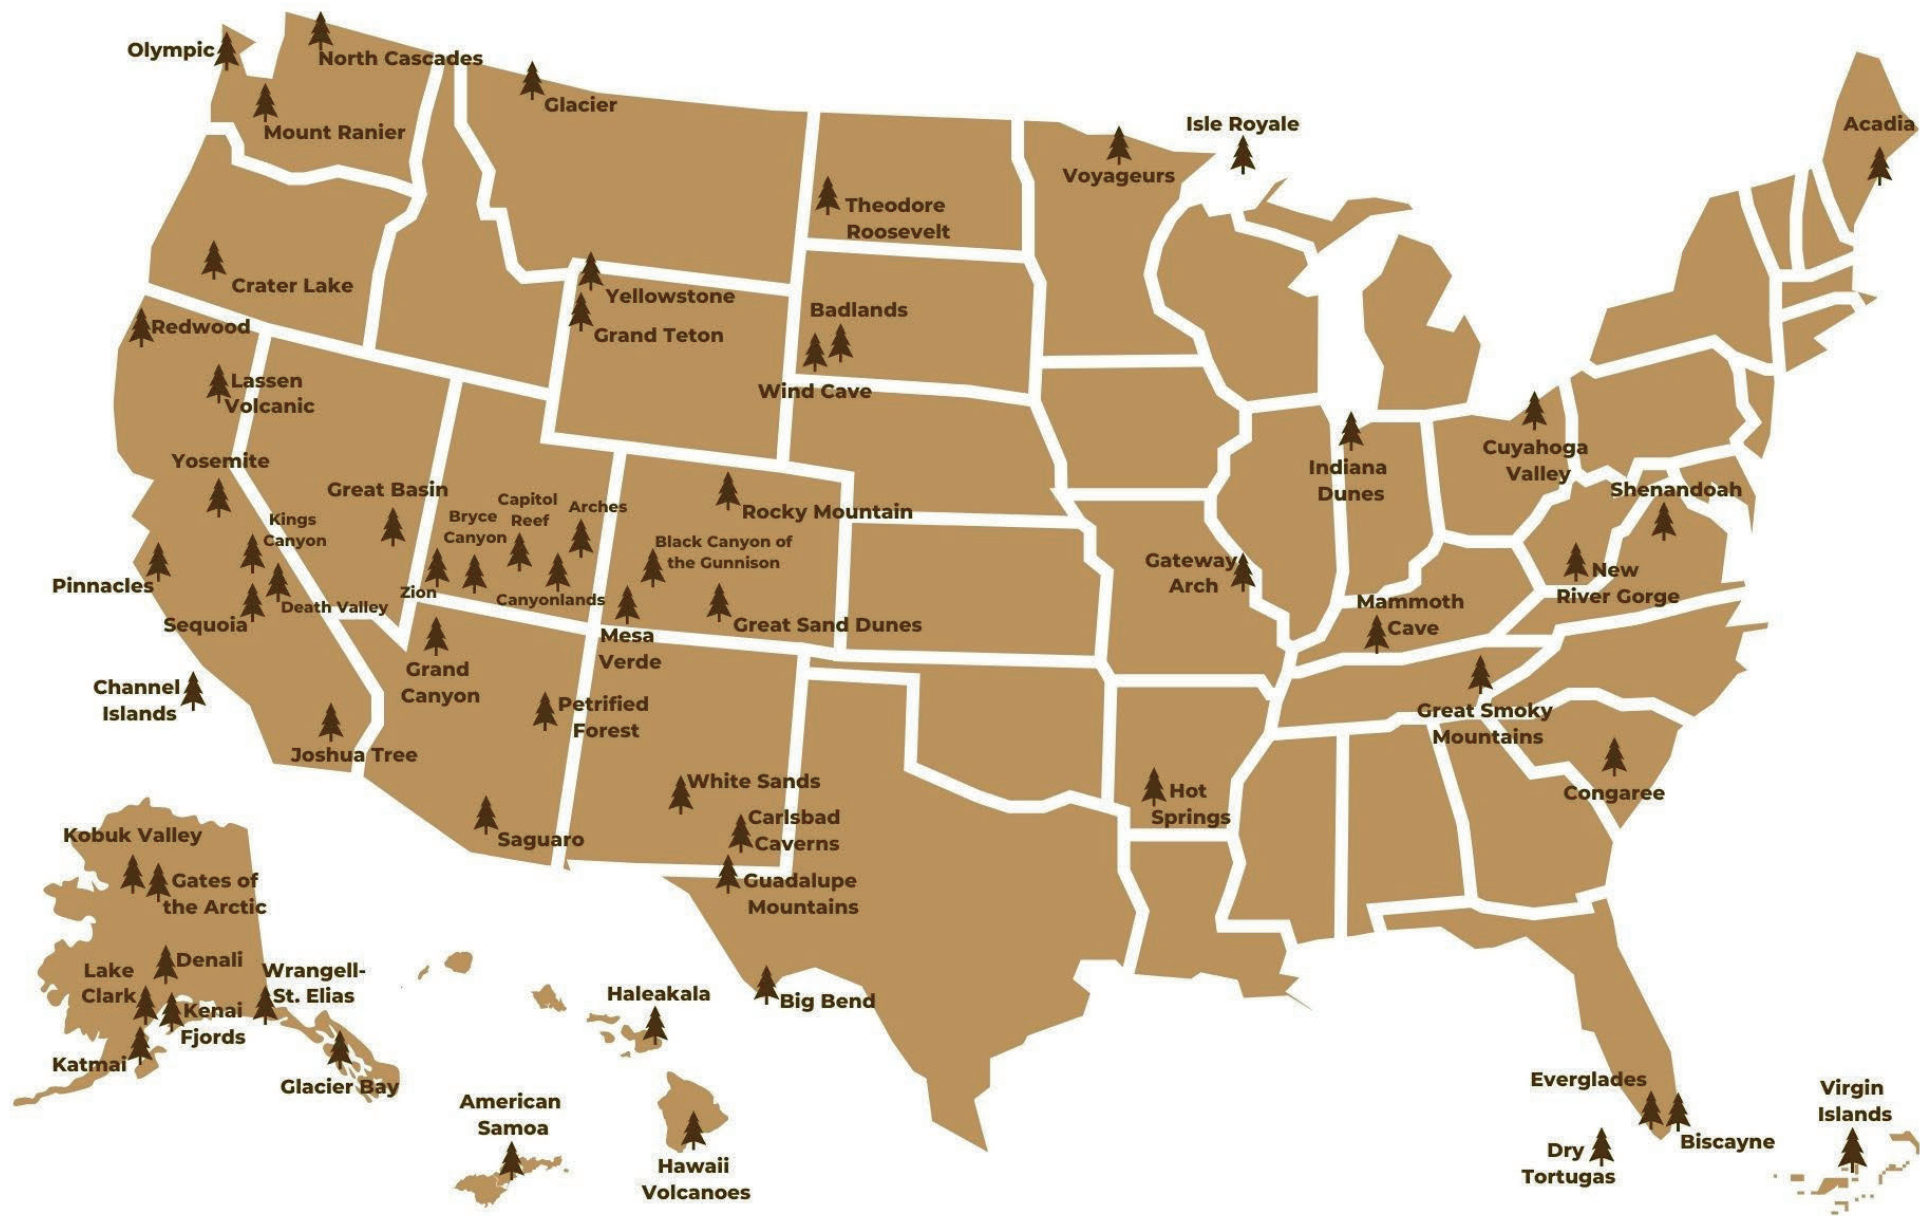 Olympic
North Cascades
Mount Ranier
Glacier
Isle Royale
Acadia
Voyageurs
Theodore
Roosevelt
Crater Lake
Yellowstone
Grand Teton
Badlands
Wind Cave
Redwood
Lassen
Volcanic
Yosemite
Great Basin
Kings
Canyon
Bryce
Canyon
Capitol
Reef
Arches
Rocky Mountain
Black Canyon of
the Gunnison
Indiana
Dunes
Cuyahoga
Valley
Shenandoah
Pinnacles
Sequoia
Death Valley
Zion
Canyonlands
Mesa
Verde
Great Sand Dunes
Gateway
Arch
Mammoth
Cave
New
River Gorge
Channel
Islands
Joshua Tree
Grand
Canyon
Petrified
Forest
Great Smoky
Mountains
Congaree
White Sands
Carlsbad
Caverns
Guadalupe
Mountains
Hot
Springs
Saguaro
Kobuk Valley
Gates of
the Arctic
Denali
Lake
Clark
Wrangell-
St. Elias
Kenai
Fjords
Katmai
Glacier Bay
Haleakala
Big Bend
American
Samoa
Hawaii
Volcanoes
Everglades
Biscayne
Dry
Tortugas
Virgin
Islands